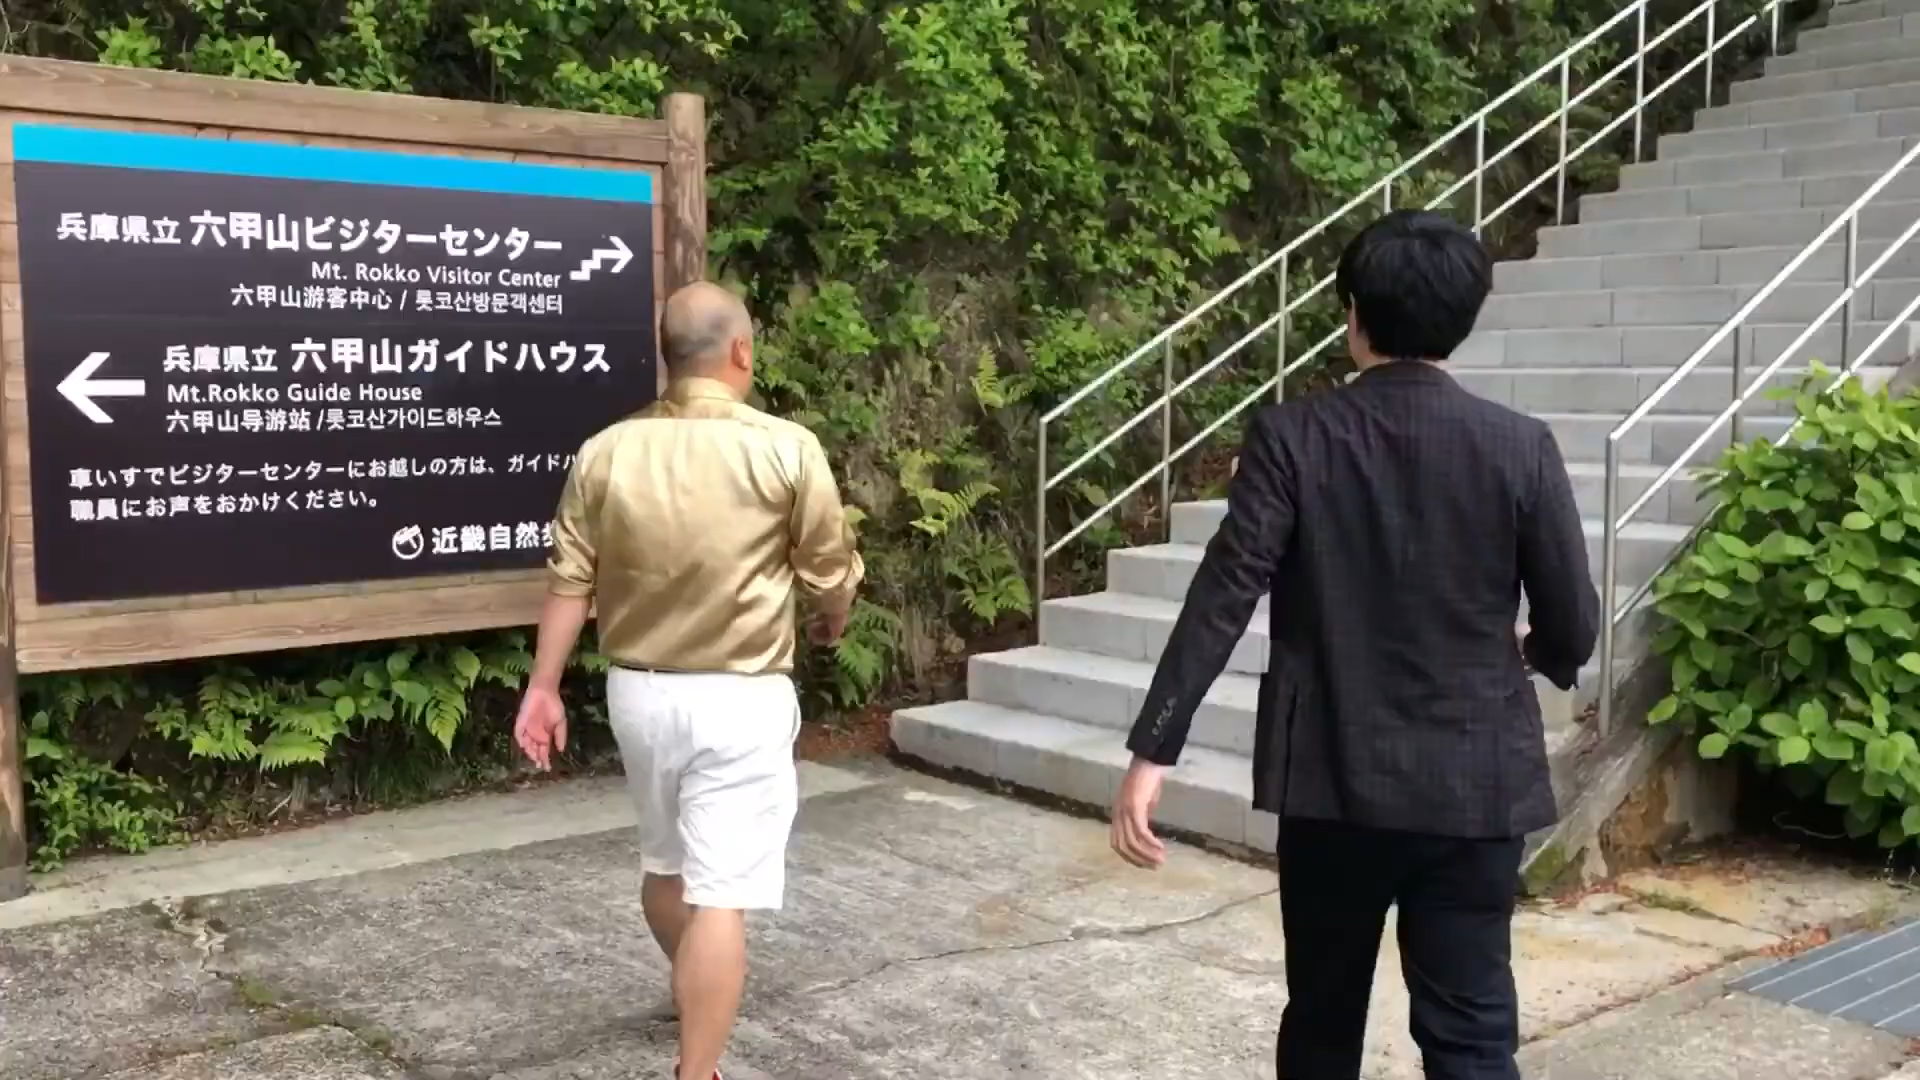 兵庫県立 六甲山ビジターセンター
Mt. Rokko Visitor Center
六甲山游客中心 / 롯코산방문객센터
兵庫県立 六甲山ガイドハウス
Mt.Rokko Guide House
六甲山导游站 /롯코산가이드하우스
車いすでビジターセンターにお越しの方は、ガイドハ
職員にお声をおかけください。
近畿自然